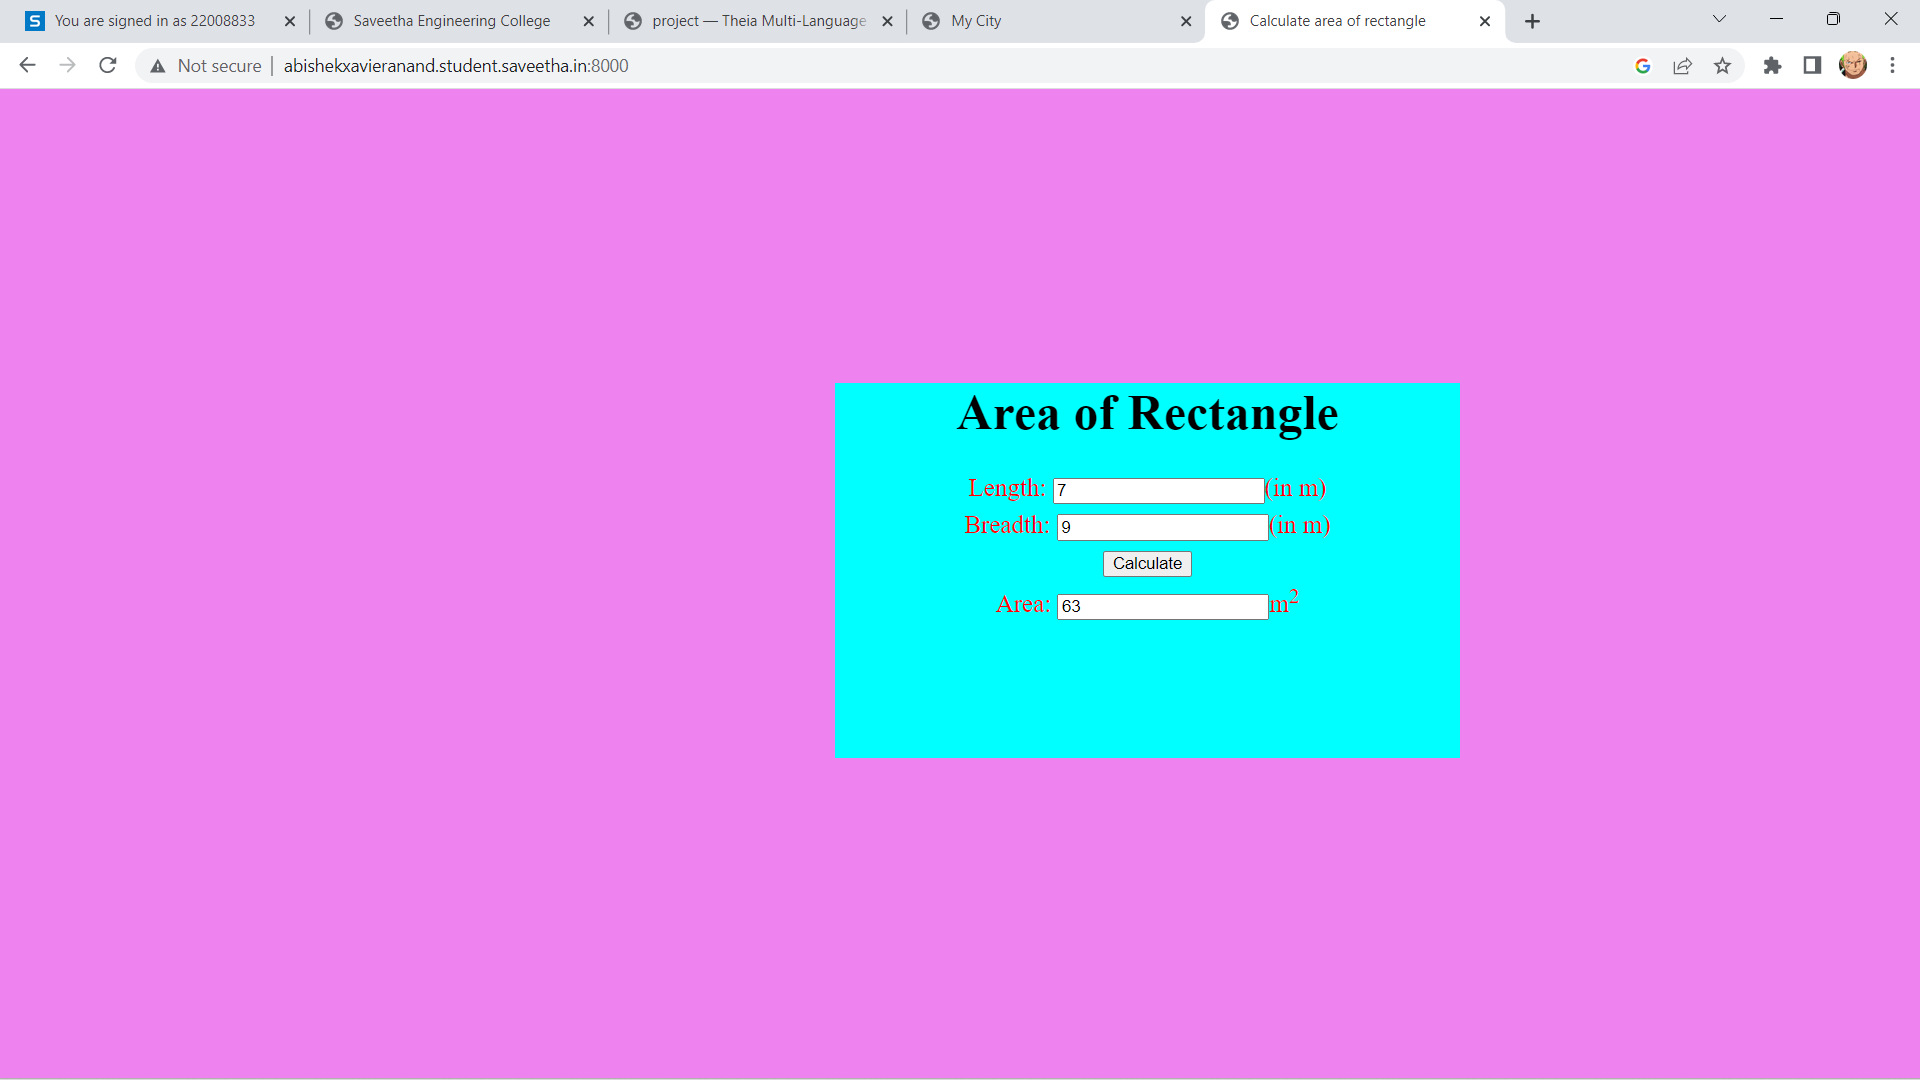 You are signed in as 22008833
Saveetha Engineering College
project — Theia Multi-Language
My City
Calculate area of rectangle
Not secure
abishekxavieranand.student.saveetha.in:8000
Area of Rectangle
Length: 7 (in m)
Breadth: 9 (in m)
Calculate
Area: 63 m²